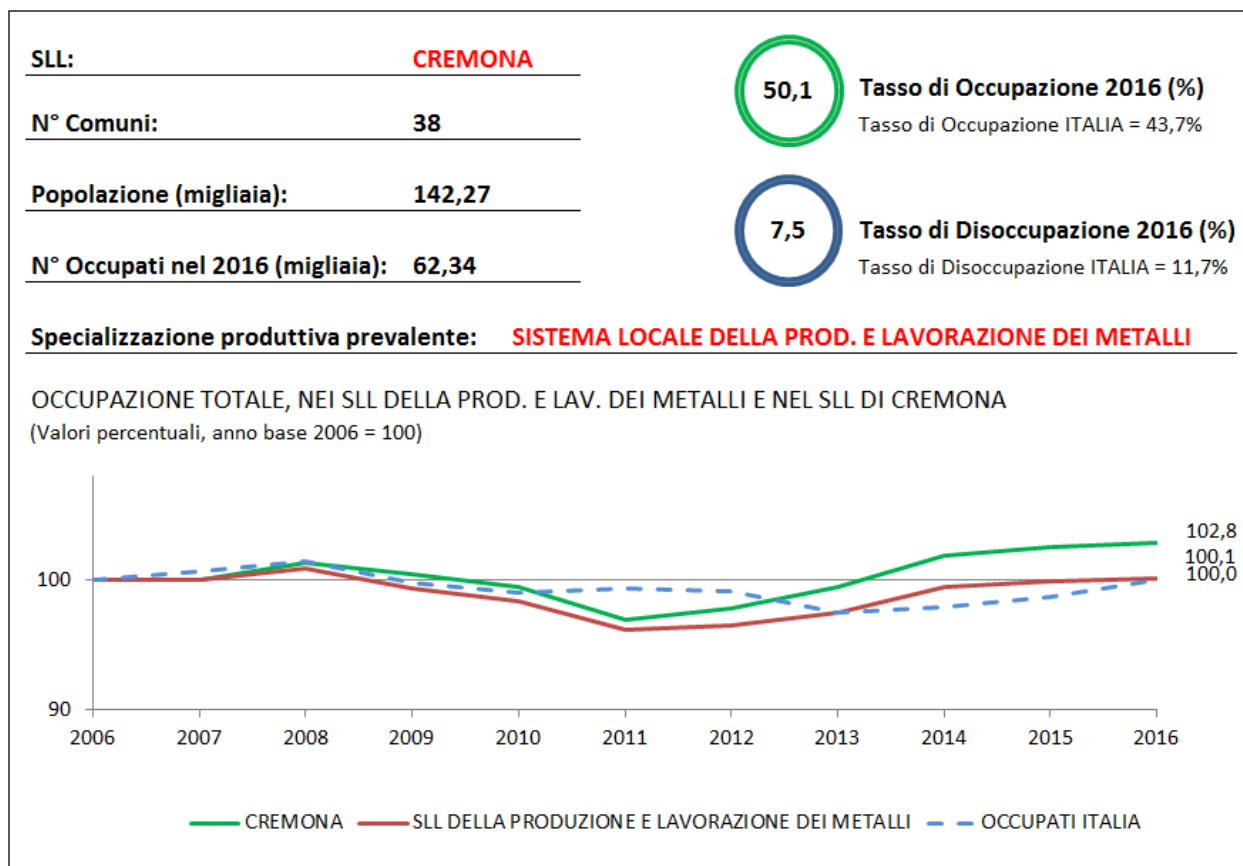 SLL: CREMONA
N° Comuni: 38
Popolazione (migliaia): 142,27
N° Occupati nel 2016 (migliaia): 62,34
50,1 Tasso di Occupazione 2016 (%)
Tasso di Occupazione ITALIA = 43,7%
7,5 Tasso di Disoccupazione 2016 (%)
Tasso di Disoccupazione ITALIA = 11,7%
Specializzazione produttiva prevalente: SISTEMA LOCALE DELLA PROD. E LAVORAZIONE DEI METALLI
OCCUPAZIONE TOTALE, NEI SLL DELLA PROD. E LAV. DEI METALLI E NEL SLL DI CREMONA
(Valori percentuali, anno base 2006 = 100)
102,8
100,1
100,0
100
90
2006 2007 2008 2009 2010 2011 2012 2013 2014 2015 2016
CREMONA SLL DELLA PRODUZIONE E LAVORAZIONE DEI METALLI OCCUPATI ITALIA